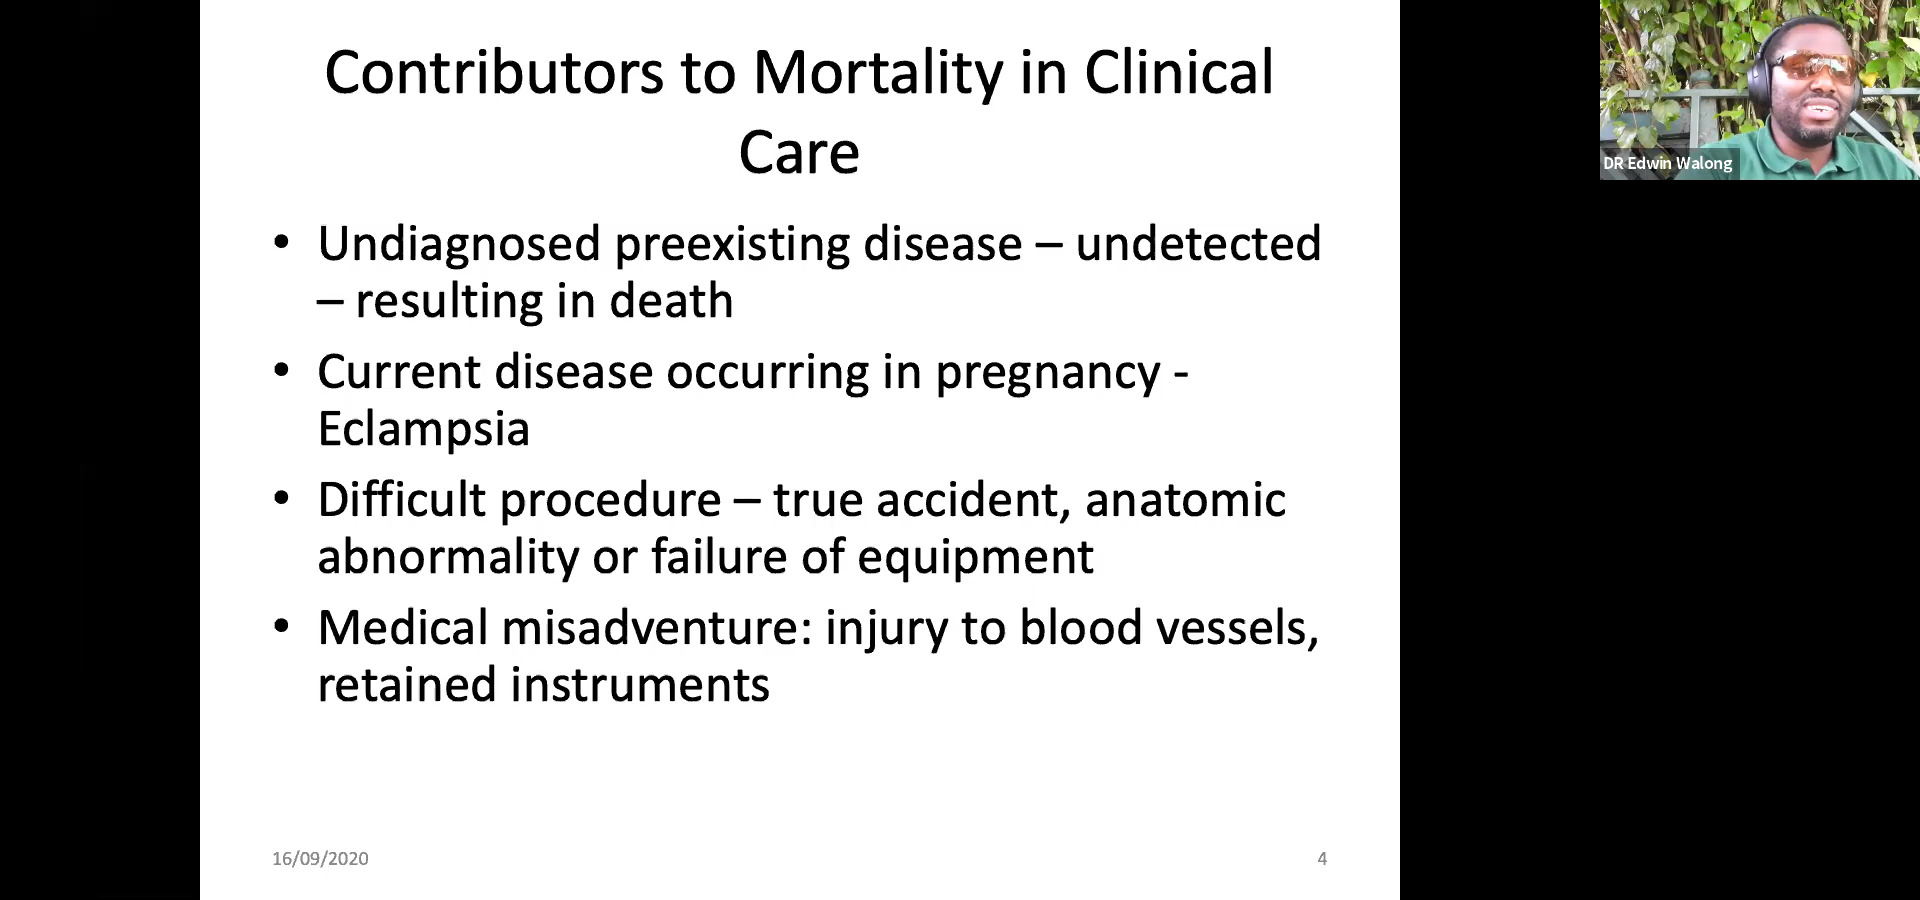 Contributors to Mortality in Clinical
Care
• Undiagnosed preexisting disease – undetected
– resulting in death
• Current disease occurring in pregnancy -
Eclampsia
• Difficult procedure – true accident, anatomic
abnormality or failure of equipment
• Medical misadventure: injury to blood vessels,
retained instruments
16/09/2020
4
DR Edwin Walong